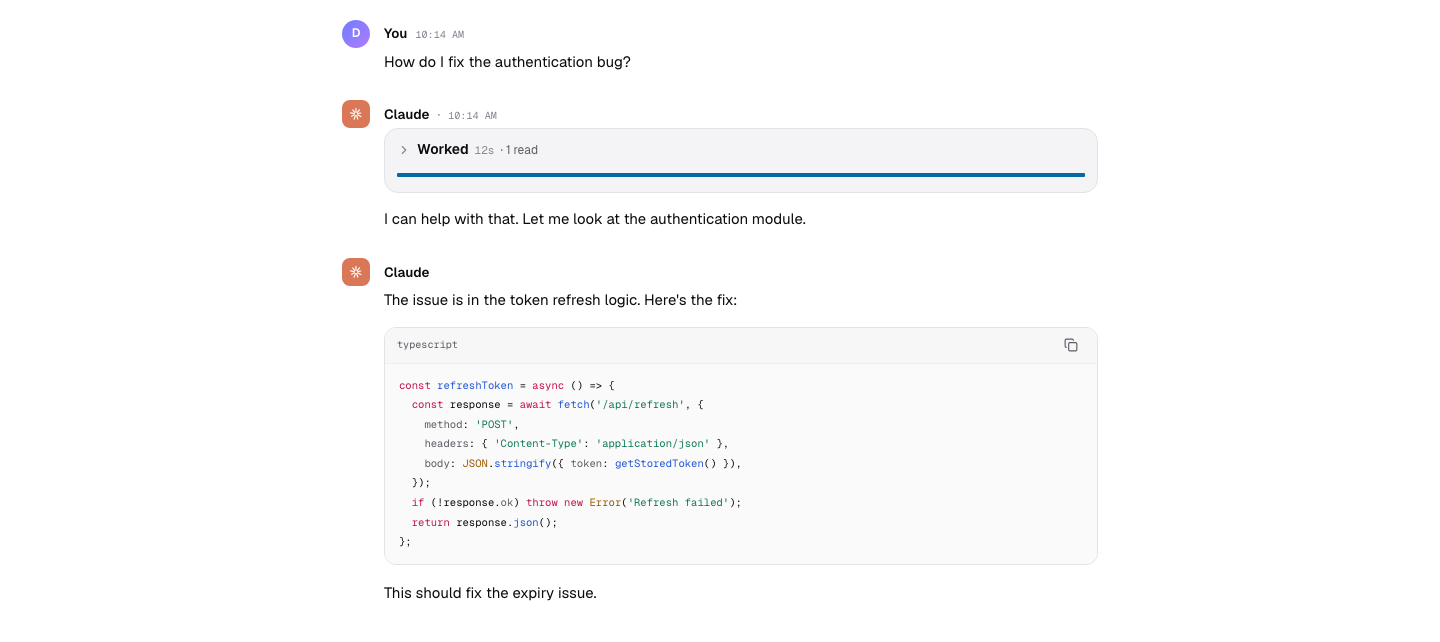 D You 10:14 AM
How do I fix the authentication bug?
Claude · 10:14 AM
Worked 12s · 1 read
I can help with that. Let me look at the authentication module.
Claude
The issue is in the token refresh logic. Here's the fix:
typescript
const refreshToken = async () => {
  const response = await fetch('/api/refresh', {
    method: 'POST',
    headers: { 'Content-Type': 'application/json' },
    body: JSON.stringify({ token: getStoredToken() }),
  });
  if (!response.ok) throw new Error('Refresh failed');
  return response.json();
};
This should fix the expiry issue.